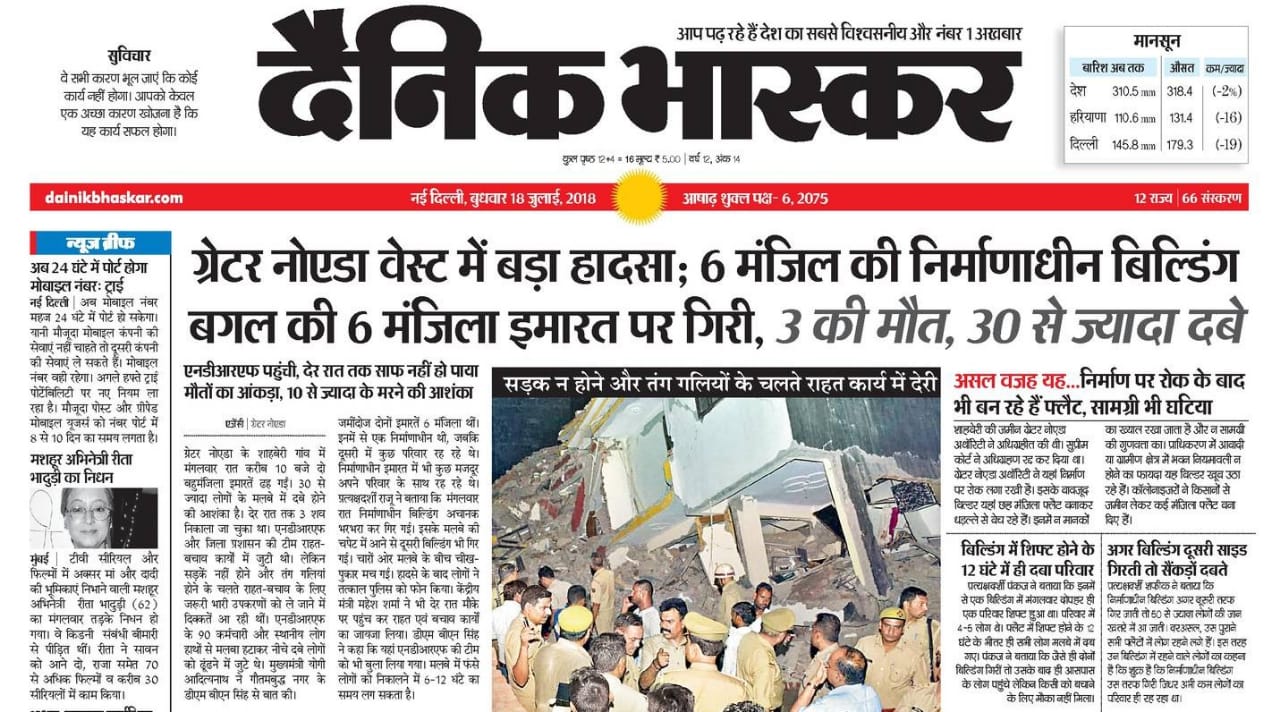 सुविचार
वे सभी कारण भूल जाएं कि कोई
कार्य नहीं होगा। आपको केवल
एक अच्छा कारण खोजना है कि
यह कार्य सफल होगा।
आप पढ़ रहे हैं देश का सबसे विश्वसनीय और नंबर 1 अखबार
दैनिक भास्कर
कुल पृष्ठ 12+4 = 16 मूल्य ₹ 5.00 | वर्ष 12, अंक 14
मानसून
बारिश अब तक औसत कम/ज्यादा
देश 310.5 mm 318.4 (-2%)
हरियाणा 110.6 mm 131.4 (-16)
दिल्ली 145.8 mm 179.3 (-19)
dainikbhaskar.com नई दिल्ली, बुधवार 18 जुलाई, 2018 आषाढ़ शुक्ल पक्ष- 6, 2075 12 राज्य | 66 संस्करण
न्यूज ब्रीफ
अब 24 घंटे में पोर्ट होगा
मोबाइल नंबर: ट्राई
नई दिल्ली | अब मोबाइल नंबर
महज 24 घंटे में पोर्ट हो सकेगा।
यानी मौजूदा मोबाइल कंपनी की
सेवाएं नहीं चाहते तो दूसरी कंपनी
की सेवाएं ले सकते हैं। मोबाइल
नंबर वही रहेगा। अगले हफ्ते ट्राई
पोर्टेबिलिटी पर नए नियम ला
रहा है। मौजूदा पोस्ट और प्रीपेड
मोबाइल यूजर्स को नंबर पोर्ट में
8 से 10 दिन का समय लगता है।
मशहूर अभिनेत्री रीता
भादुड़ी का निधन
मुंबई | टीवी सीरियल और
फिल्मों में अक्सर मां और दादी
की भूमिकाएं निभाने वाली मशहूर
अभिनेत्री रीता भादुड़ी (62)
का मंगलवार तड़के निधन हो
गया। वे किडनी संबंधी बीमारी
से पीड़ित थीं। रीता ने सावन
को आने दो, राजा समेत 70
से अधिक फिल्मों व करीब 30
सीरियलों में काम किया।
ग्रेटर नोएडा वेस्ट में बड़ा हादसा; 6 मंजिल की निर्माणाधीन बिल्डिंग
बगल की 6 मंजिला इमारत पर गिरी, 3 की मौत, 30 से ज्यादा दबे
एनडीआरएफ पहुंची, देर रात तक साफ नहीं हो पाया
मौतों का आंकड़ा, 10 से ज्यादा के मरने की आशंका
एजेंसी | ग्रेटर नोएडा
ग्रेटर नोएडा के शाहबेरी गांव में
मंगलवार रात करीब 10 बजे दो
बहुमंजिला इमारतें ढह गईं। 30 से
ज्यादा लोगों के मलबे में दबे होने
की आशंका है। देर रात तक 3 शव
निकाला जा चुका था। एनडीआरएफ
और जिला प्रशासन की टीम राहत-
बचाव कार्यों में जुटी थी। लेकिन
सड़कें नहीं होने और तंग गलियां
होने के चलते राहत-बचाव के लिए
जरूरी भारी उपकरणों को ले जाने में
दिक्कतें आ रही थीं। एनडीआरएफ
के 90 कर्मचारी और स्थानीय लोग
हाथों से मलबा हटाकर नीचे दबे लोगों
को ढूंढने में जुटे थे। मुख्यमंत्री योगी
आदित्यनाथ ने गौतमबुद्ध नगर के
डीएम बीएन सिंह से बात की।
जमींदोज दोनों इमारतें 6 मंजिला थीं।
इनमें से एक निर्माणाधीन थी, जबकि
दूसरी में कुछ परिवार रह रहे थे।
निर्माणाधीन इमारत में भी कुछ मजदूर
अपने परिवार के साथ रह रहे थे।
प्रत्यक्षदर्शी राजू ने बताया कि मंगलवार
रात निर्माणाधीन बिल्डिंग अचानक
भरभरा कर गिर गई। इसके मलबे की
चपेट में आने से दूसरी बिल्डिंग भी गिर
गई। चारों ओर मलबे के बीच चीख-
पुकार मच गई। हादसे के बाद लोगों ने
तत्काल पुलिस को फोन किया। केंद्रीय
मंत्री महेश शर्मा ने भी देर रात मौके
पर पहुंच कर राहत एवं बचाव कार्यों
का जायजा लिया। डीएम बीएन सिंह
ने कहा कि यहां एनडीआरएफ की टीम
को भी बुला लिया गया। मलबे में फंसे
लोगों को निकालने में 6-12 घंटे का
समय लग सकता है।
सड़क न होने और तंग गलियों के चलते राहत कार्य में देरी
असल वजह यह...निर्माण पर रोक के बाद
भी बन रहे हैं फ्लैट, सामग्री भी घटिया
शाहबेरी की जमीन ग्रेटर नोएडा
अथॉरिटी ने अधिग्रहीत की थी। सुप्रीम
कोर्ट ने अधिग्रहण रद्द कर दिया था।
ग्रेटर नोएडा अथॉरिटी ने यहां निर्माण
पर रोक लगा रखी है। इसके बावजूद
बिल्डर यहां छह मंजिला फ्लैट बनाकर
धड़ल्ले से बेच रहे हैं। इनमें न मानकों
का ख्याल रखा जाता है और न सामग्री
की गुणवत्ता का। प्राधिकरण में आबादी
या ग्रामीण क्षेत्र में भवन नियमावली न
होने का फायदा यह बिल्डर खूब उठा
रहे हैं। कॉलोनाइजरों ने किसानों से
जमीन लेकर कई मंजिला फ्लैट बना
दिए हैं।
बिल्डिंग में शिफ्ट होने के
12 घंटे में ही दबा परिवार
प्रत्यक्षदर्शी पंकज ने बताया कि इनमें
से एक बिल्डिंग में मंगलवार दोपहर ही
एक परिवार शिफ्ट हुआ था। परिवार में
4-5 लोग थे। फ्लैट में शिफ्ट होने के 12
घंटे के भीतर ही सभी लोग मलबे में दब
गए। पंकज ने बताया कि जैसे ही दोनों
बिल्डिंग गिरीं तो उसके बाद ही आसपास
के लोग पहुंचे लेकिन किसी को बचाने
के लिए मौका नहीं मिला।
अगर बिल्डिंग दूसरी साइड
गिरती तो सैंकड़ों दबते
प्रत्यक्षदर्शी शफीक ने बताया कि
निर्माणाधीन बिल्डिंग अगर दूसरी तरफ
गिर जाती तो 50 से ज्यादा लोगों की जान
खतरे में आ जाती। दरअसल, उस पुराने
सभी फ्लैटों में लोग रहने लगे हैं। इस तरह
उन बिल्डिंग में रहने वाले लोगों का कहना
है कि शुक्र है कि निर्माणाधीन बिल्डिंग
उस तरफ गिरी जिधर अभी कम लोगों का
परिवार ही रह रहा था।